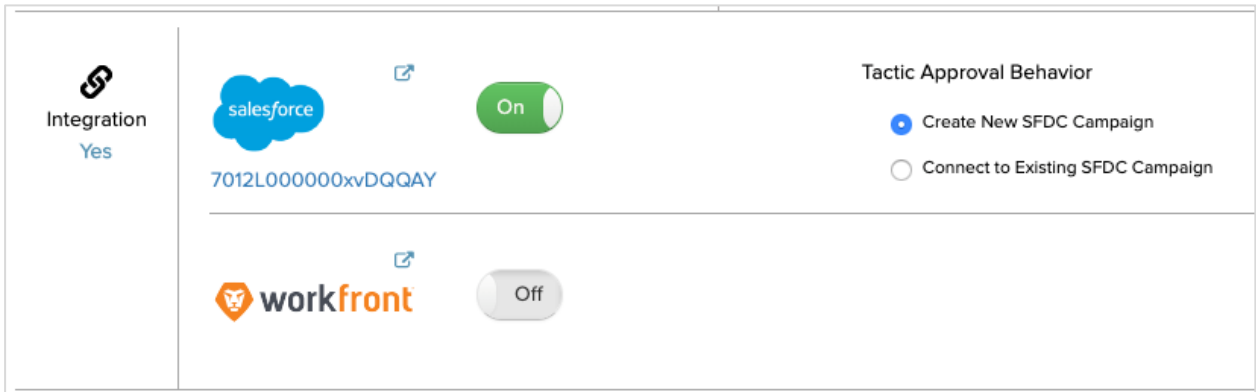 Integration
Yes
salesforce
7012L000000xvDQQAY
On
Tactic Approval Behavior
Create New SFDC Campaign
Connect to Existing SFDC Campaign
workfront
Off